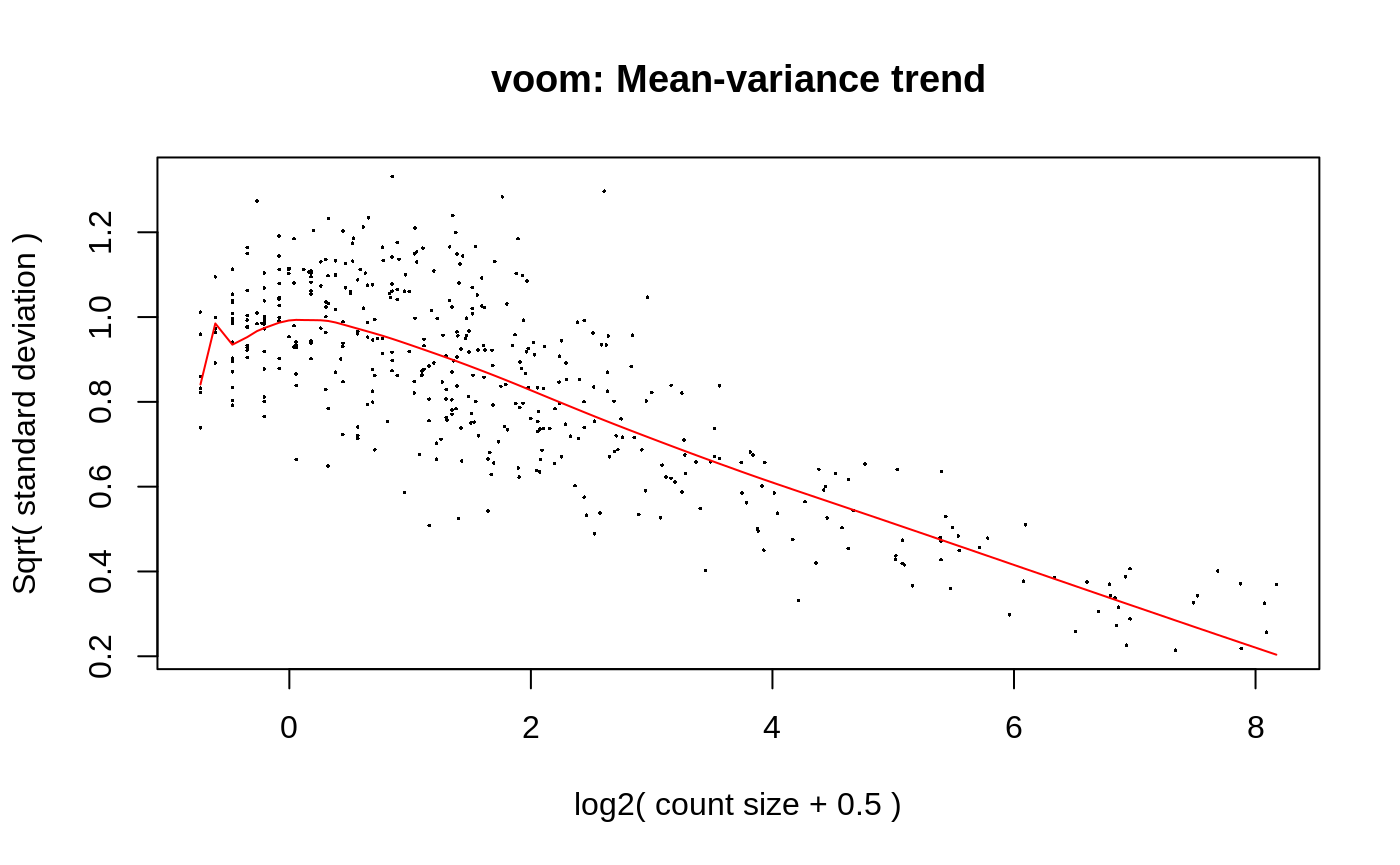 voom: Mean-variance trend
Sqrt( standard deviation )
1.2
1.0
0.8
0.6
0.4
0.2
0 2 4 6 8
log2( count size + 0.5 )